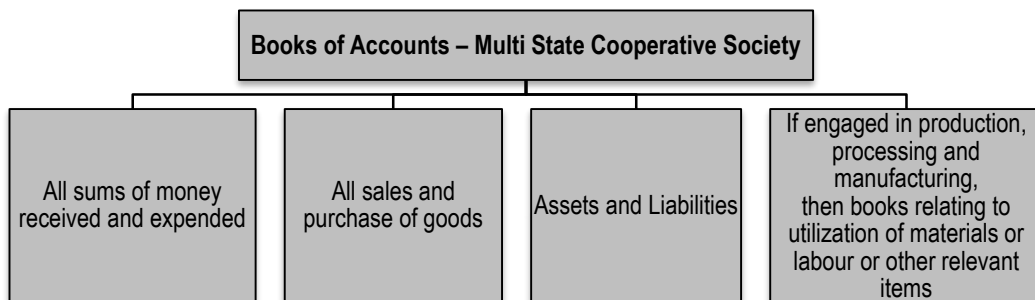 Books of Accounts – Multi State Cooperative Society
All sums of money
received and expended
All sales and
purchase of goods
Assets and Liabilities
If engaged in production,
processing and
manufacturing,
then books relating to
utilization of materials or
labour or other relevant
items